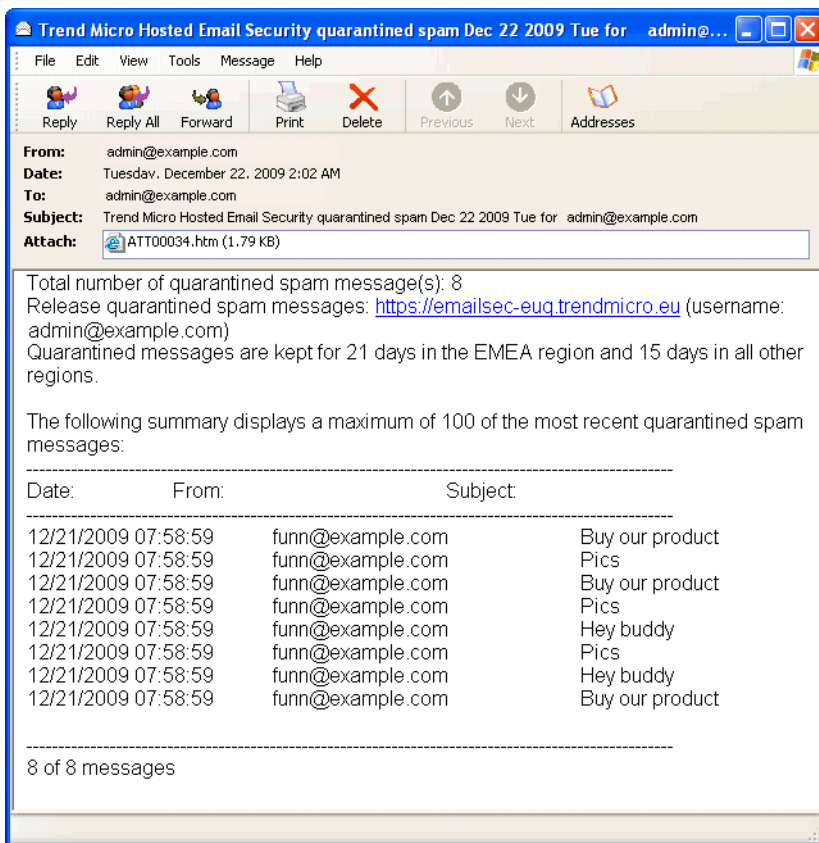 Trend Micro Hosted Email Security quarantined spam Dec 22 2009 Tue for admin@...
File Edit View Tools Message Help
Reply Reply All Forward Print Delete Previous Next Addresses
From: admin@example.com
Date: Tuesday, December 22, 2009 2:02 AM
To: admin@example.com
Subject: Trend Micro Hosted Email Security quarantined spam Dec 22 2009 Tue for admin@example.com
Attach: ATT00034.htm (1.79 KB)
Total number of quarantined spam message(s): 8
Release quarantined spam messages: https://emailsec-euq.trendmicro.eu (username:
admin@example.com)
Quarantined messages are kept for 21 days in the EMEA region and 15 days in all other
regions.
The following summary displays a maximum of 100 of the most recent quarantined spam
messages:
Date: From: Subject:
12/21/2009 07:58:59 funn@example.com Buy our product
12/21/2009 07:58:59 funn@example.com Pics
12/21/2009 07:58:59 funn@example.com Buy our product
12/21/2009 07:58:59 funn@example.com Pics
12/21/2009 07:58:59 funn@example.com Hey buddy
12/21/2009 07:58:59 funn@example.com Pics
12/21/2009 07:58:59 funn@example.com Hey buddy
12/21/2009 07:58:59 funn@example.com Buy our product
8 of 8 messages